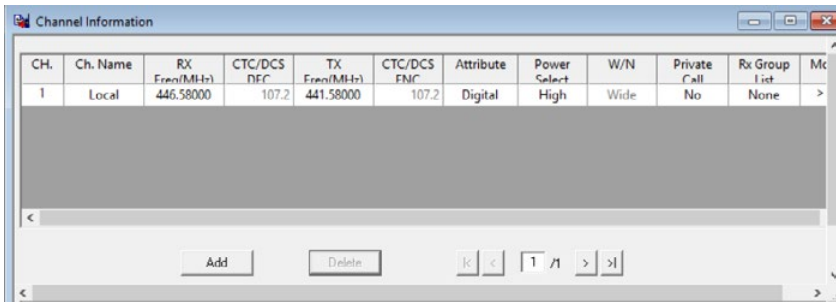 Channel Information
CH. Ch. Name RX Freq(MHz) CTC/DCS DEC TX Freq(MHz) CTC/DCS ENC Attribute Power Select W/N Private Call Rx Group List
1 Local 446.58000 107.2 441.58000 107.2 Digital High Wide No None >
Add Delete |< < 1 /1 > >|